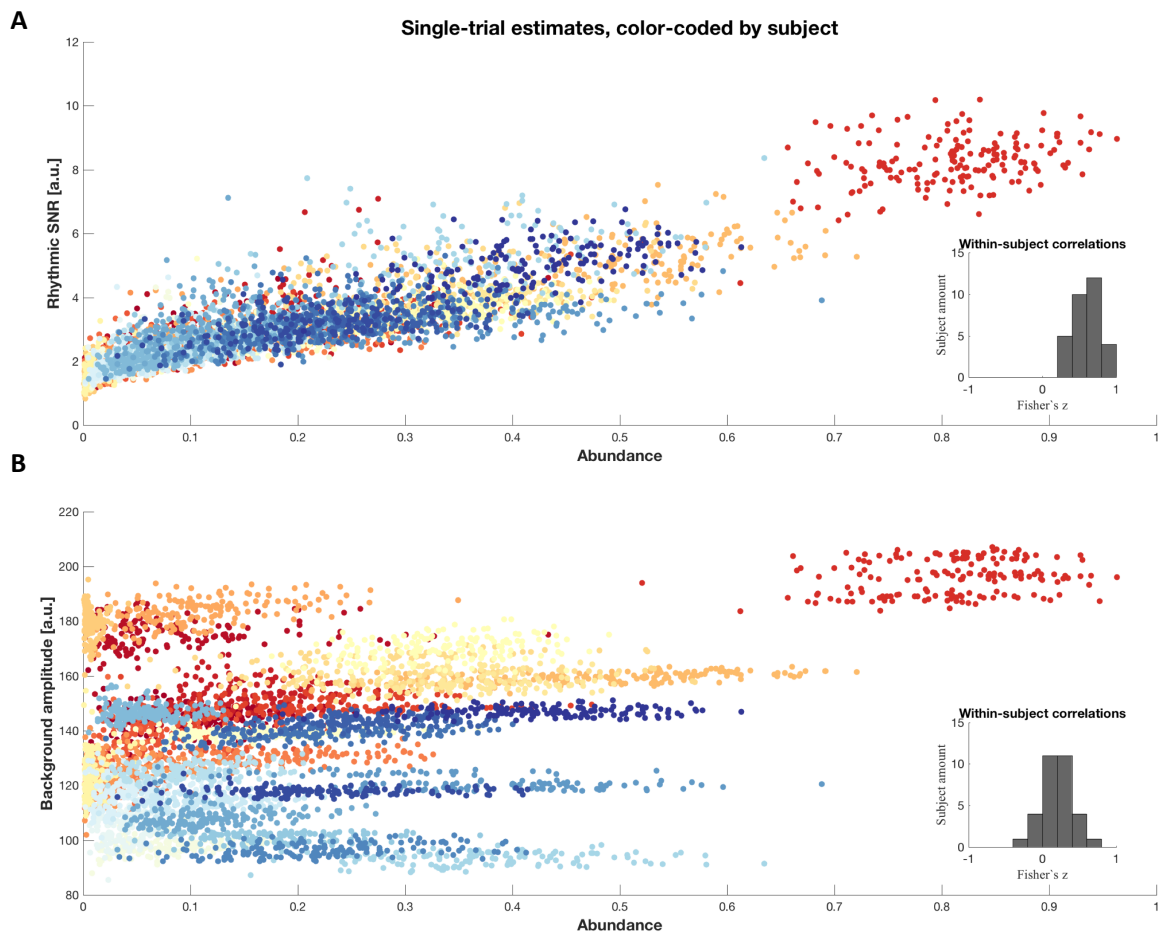 A
Single-trial estimates, color-coded by subject
12
10
8
6
4
2
0
Rhythmic SNR [a.u.]
0 0.1 0.2 0.3 0.4 0.5 0.6 0.7 0.8 0.9 1
Abundance
Within-subject correlations
15
10
5
0
Subject amount
-1 0 1
Fisher`s z
B
220
200
180
160
140
120
100
80
Background amplitude [a.u.]
0 0.1 0.2 0.3 0.4 0.5 0.6 0.7 0.8 0.9 1
Abundance
Within-subject correlations
15
10
5
0
Subject amount
-1 0 1
Fisher`s z